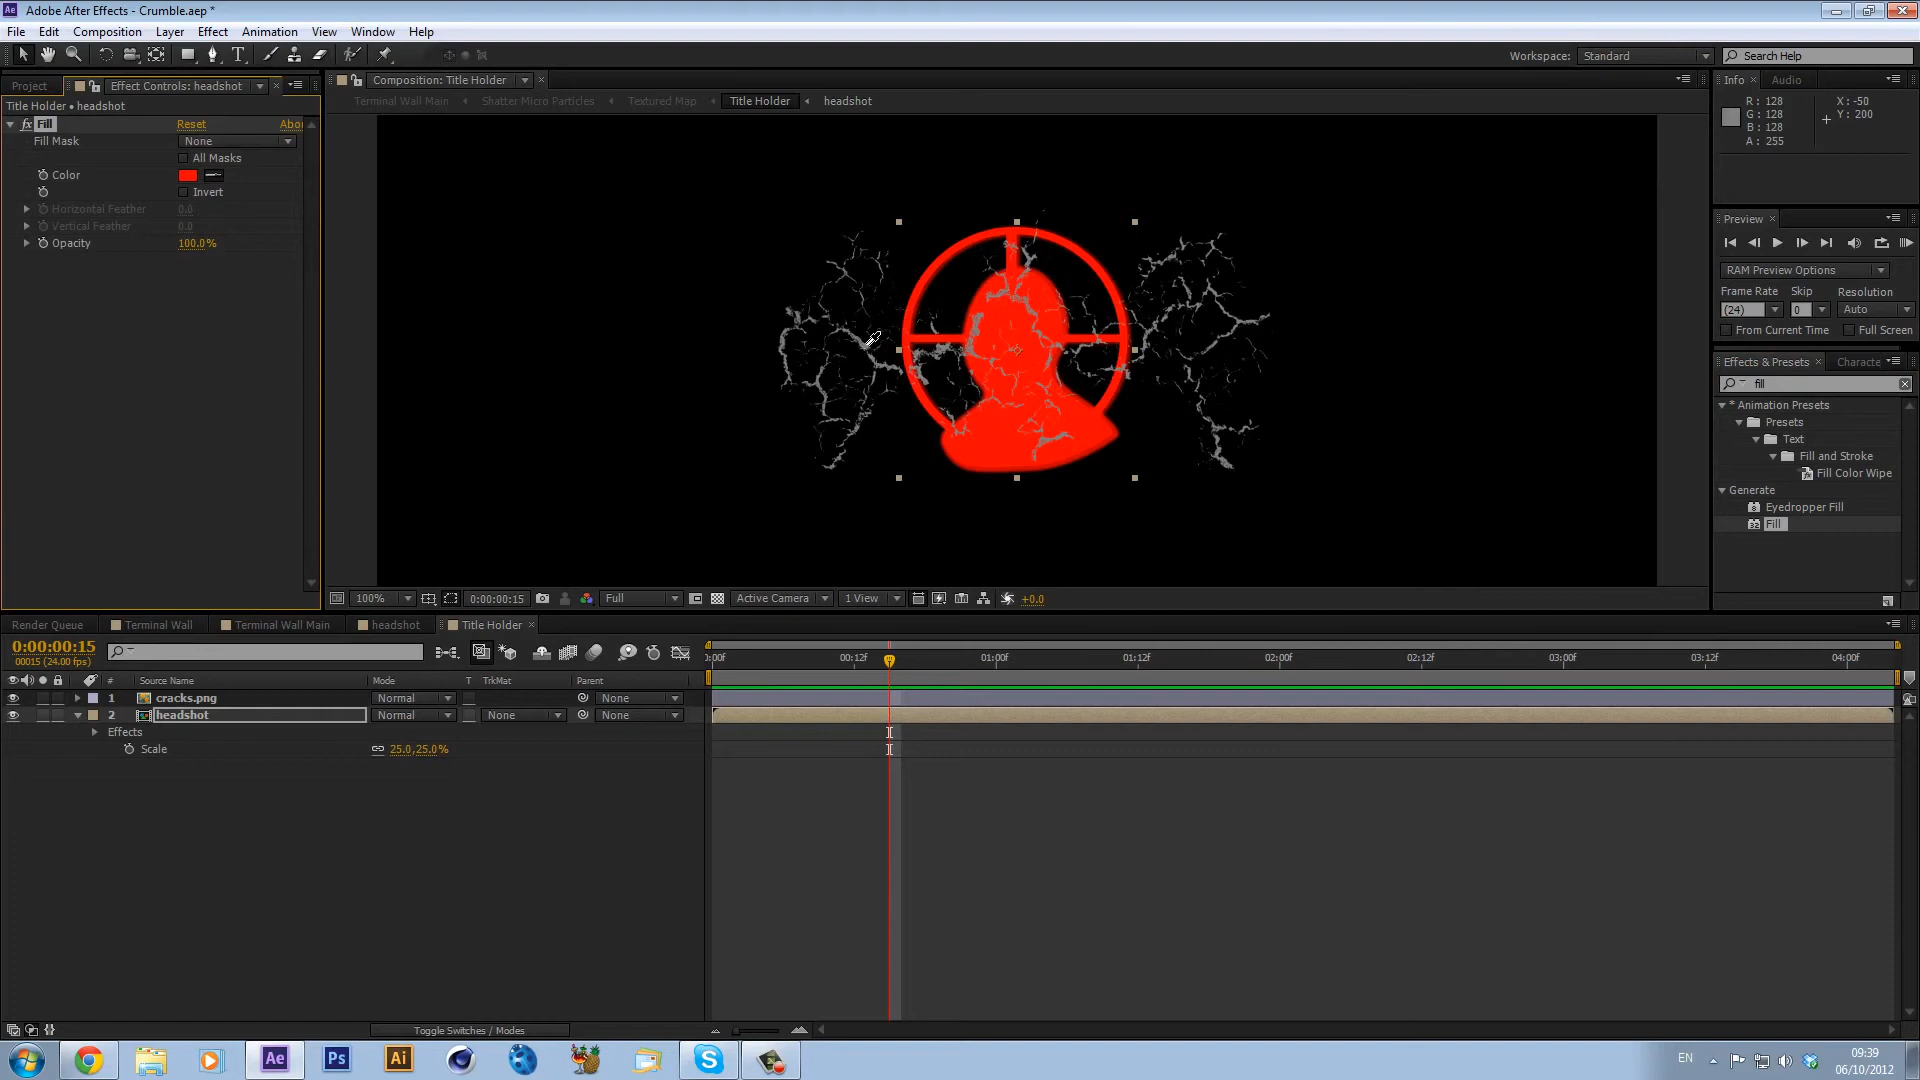 Adobe After Effects - Crumble.aep *
File Edit Composition Layer Effect Animation View Window Help
Workspace: Standard Search Help
Project Effect Controls: headshot
Composition: Title Holder
Info Audio
Title Holder • headshot
Terminal Wall Main Shatter Micro Particles Textured Map Title Holder headshot
R: 128 X: -50
G: 128 Y: 200
B: 128
A: 255
fx Fill Reset Abo
Fill Mask None
All Masks
Color
Invert
Horizontal Feather 0.0
Vertical Feather 0.0
Opacity 100.0%
Preview
RAM Preview Options
Frame Rate Skip Resolution
(24) 0 Auto
From Current Time Full Screen
Effects & Presets Characte
fill
* Animation Presets
Presets
Text
Fill and Stroke
Fill Color Wipe
Generate
Eyedropper Fill
Fill
100% 0:00:00:15 Full Active Camera 1 View +0.0
Render Queue Terminal Wall Terminal Wall Main headshot Title Holder
0:00:00:15
00015 (24.00 fps)
:00f 00:12f 01:00f 01:12f 02:00f 02:12f 03:00f 03:12f 04:00f
# Source Name Mode T TrkMat Parent
1 cracks.png Normal None
2 headshot Normal None None
Effects
Scale 25.0,25.0%
Toggle Switches / Modes
Ae Ps Ai
EN
09:39
06/10/2012